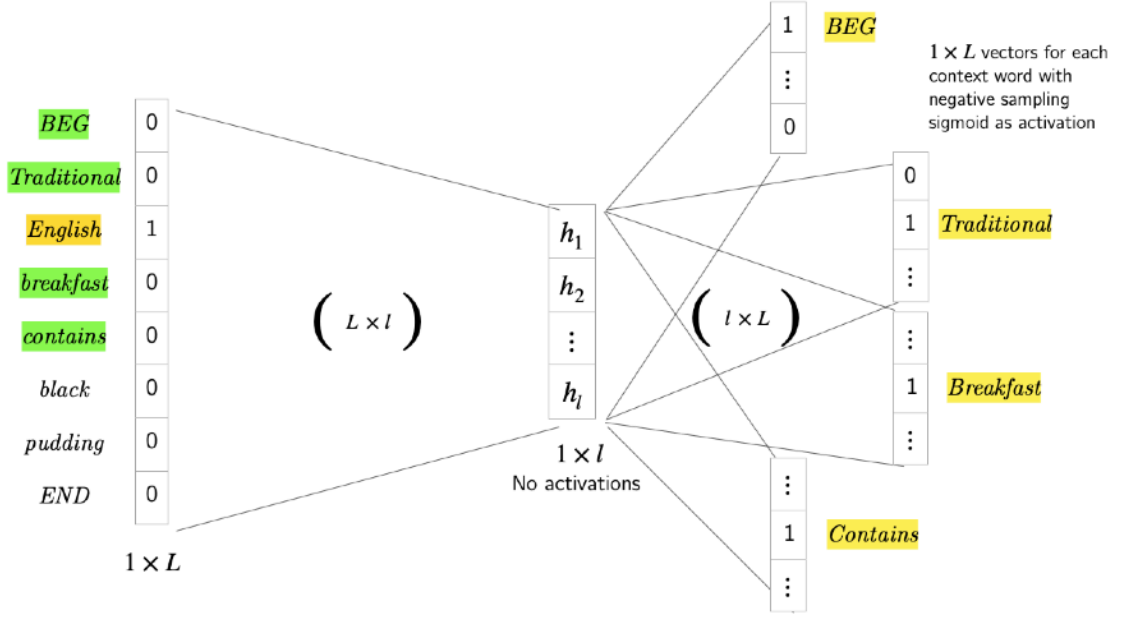 BEG
Traditional
English
breakfast
contains
black
pudding
END
0
0
1
0
0
0
0
0
1 × L
( L × l )
h1
h2
⋮
hl
1 × l
No activations
( l × L )
1
⋮
0
BEG
1 × L vectors for each
context word with
negative sampling
sigmoid as activation
0
1
⋮
Traditional
⋮
1
⋮
Breakfast
⋮
1
⋮
Contains